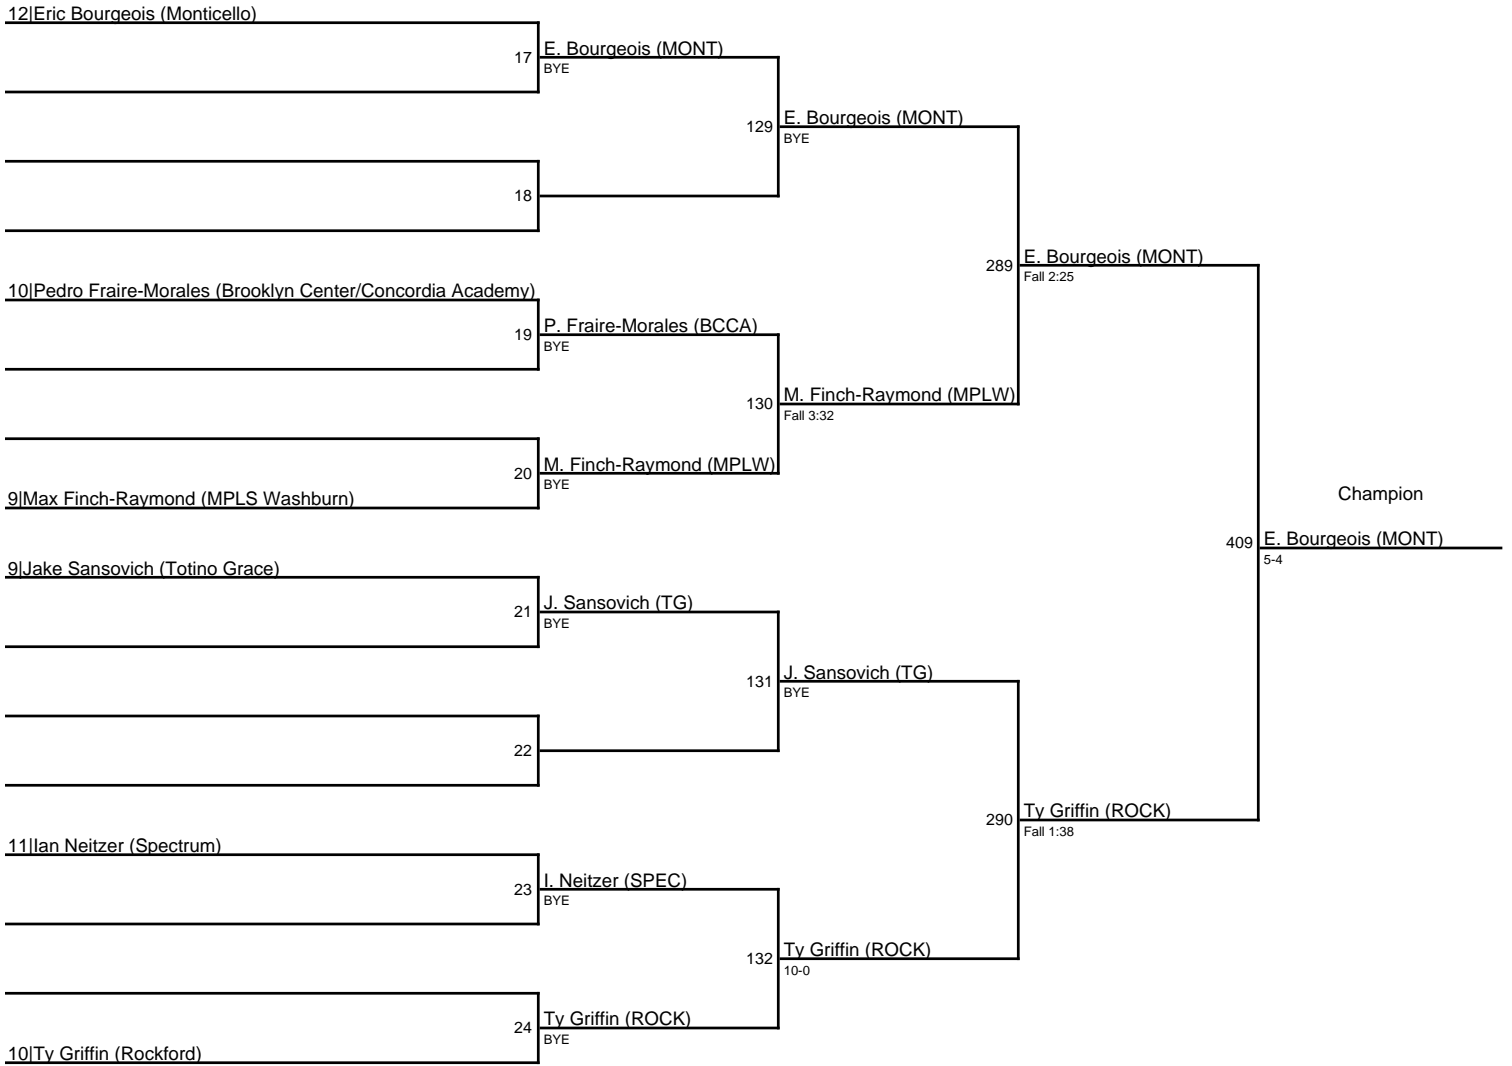 12|Eric Bourgeois (Monticello)
17
E. Bourgeois (MONT)
BYE
129
E. Bourgeois (MONT)
BYE
18
289
E. Bourgeois (MONT)
Fall 2:25
10|Pedro Fraire-Morales (Brooklyn Center/Concordia Academy)
19
P. Fraire-Morales (BCCA)
BYE
130
M. Finch-Raymond (MPLW)
Fall 3:32
20
M. Finch-Raymond (MPLW)
BYE
9|Max Finch-Raymond (MPLS Washburn)
Champion
409
E. Bourgeois (MONT)
5-4
9|Jake Sansovich (Totino Grace)
21
J. Sansovich (TG)
BYE
131
J. Sansovich (TG)
BYE
22
290
Ty Griffin (ROCK)
Fall 1:38
11|Ian Neitzer (Spectrum)
23
I. Neitzer (SPEC)
BYE
132
Ty Griffin (ROCK)
10-0
24
Ty Griffin (ROCK)
BYE
10|Ty Griffin (Rockford)